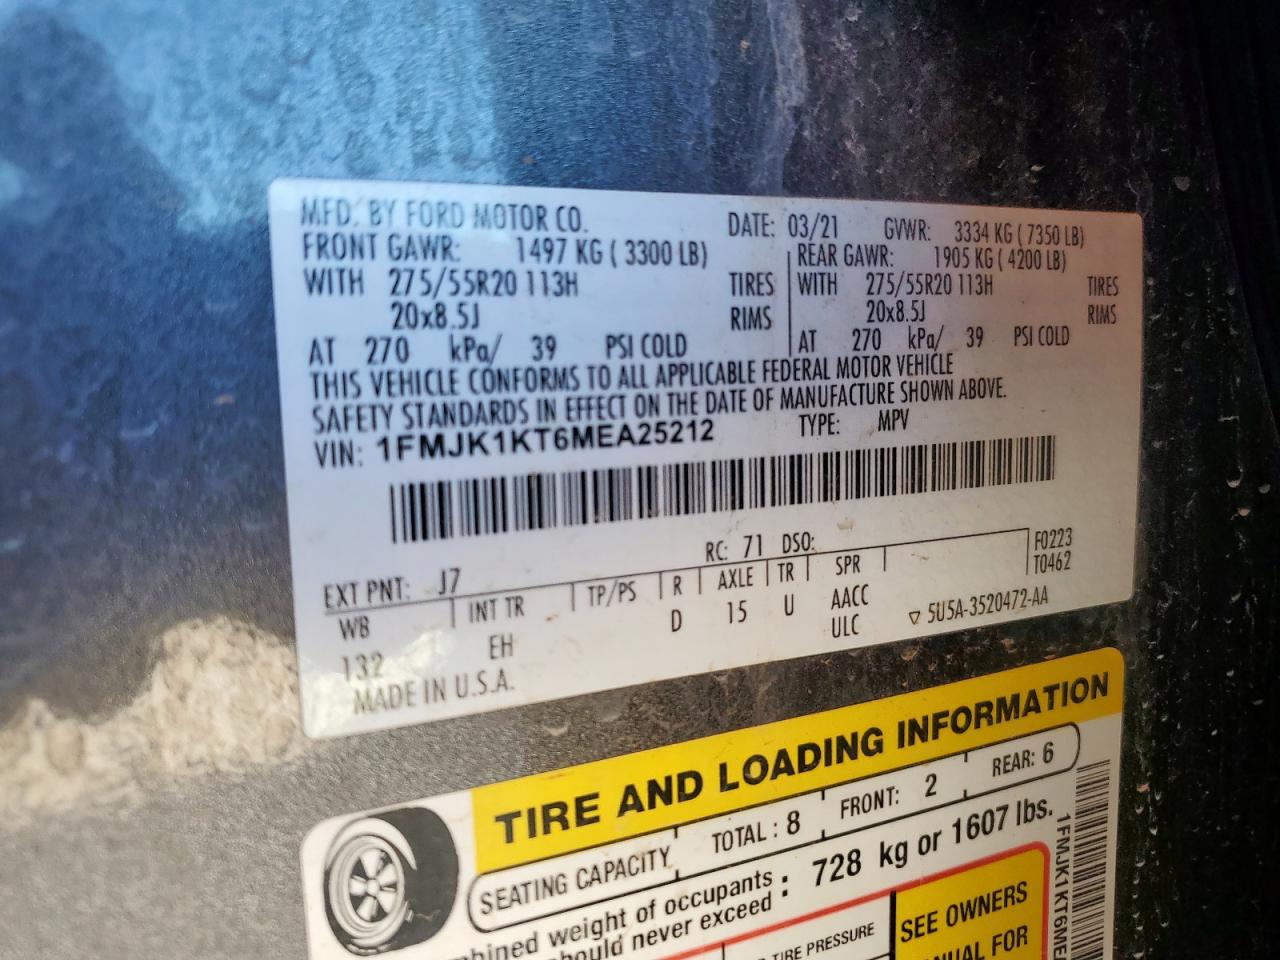 MFD. BY FORD MOTOR CO. DATE: 03/21 GVWR: 3334 KG ( 7350 LB)
FRONT GAWR: 1497 KG ( 3300 LB) REAR GAWR: 1905 KG ( 4200 LB)
WITH 275/55R20 113H TIRES WITH 275/55R20 113H TIRES
20x8.5J RIMS 20x8.5J RIMS
AT 270 kPa/ 39 PSI COLD AT 270 kPa/ 39 PSI COLD
THIS VEHICLE CONFORMS TO ALL APPLICABLE FEDERAL MOTOR VEHICLE
SAFETY STANDARDS IN EFFECT ON THE DATE OF MANUFACTURE SHOWN ABOVE.
VIN: 1FMJK1KT6MEA25212 TYPE: MPV
RC: 71 DSO: F0223
EXT PNT: J7 T0462
WB INT TR TP/PS R AXLE TR SPR
132 EH D 15 U AACC
ULC ▽ 5U5A-3520472-AA
MADE IN U.S.A.
TIRE AND LOADING INFORMATION
SEATING CAPACITY TOTAL : 8 FRONT: 2 REAR: 6
mbined weight of occupants : 728 kg or 1607 lbs.
hould never exceed :
TIRE PRESSURE SEE OWNERS
NUAL FOR
1FMJK1KT6ME